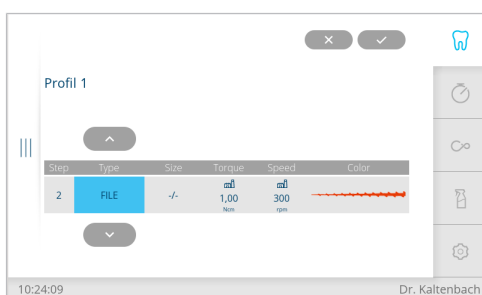 Profil 1
Step Type Size Torque Speed Color
2 FILE -/- 1,00 Ncm 300 rpm
10:24:09 Dr. Kaltenbach